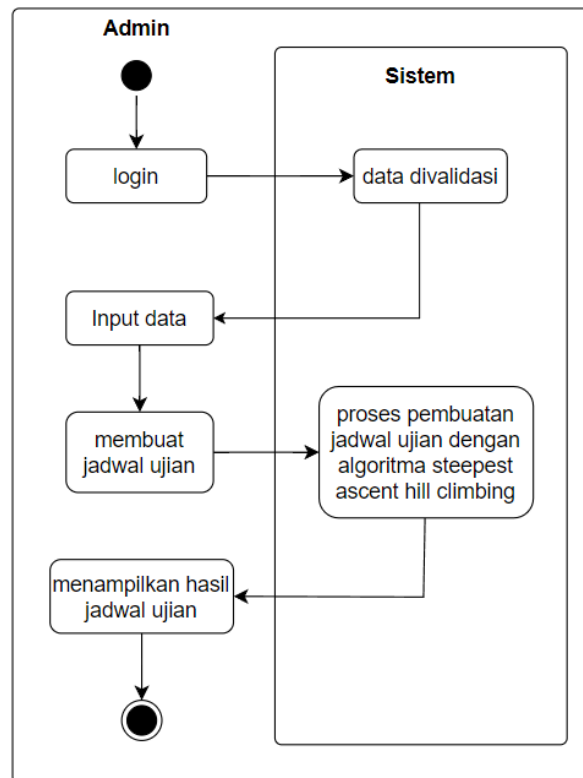 Admin
Sistem
login
data divalidasi
Input data
membuat
jadwal ujian
proses pembuatan
jadwal ujian dengan
algoritma steepest
ascent hill climbing
menampilkan hasil
jadwal ujian